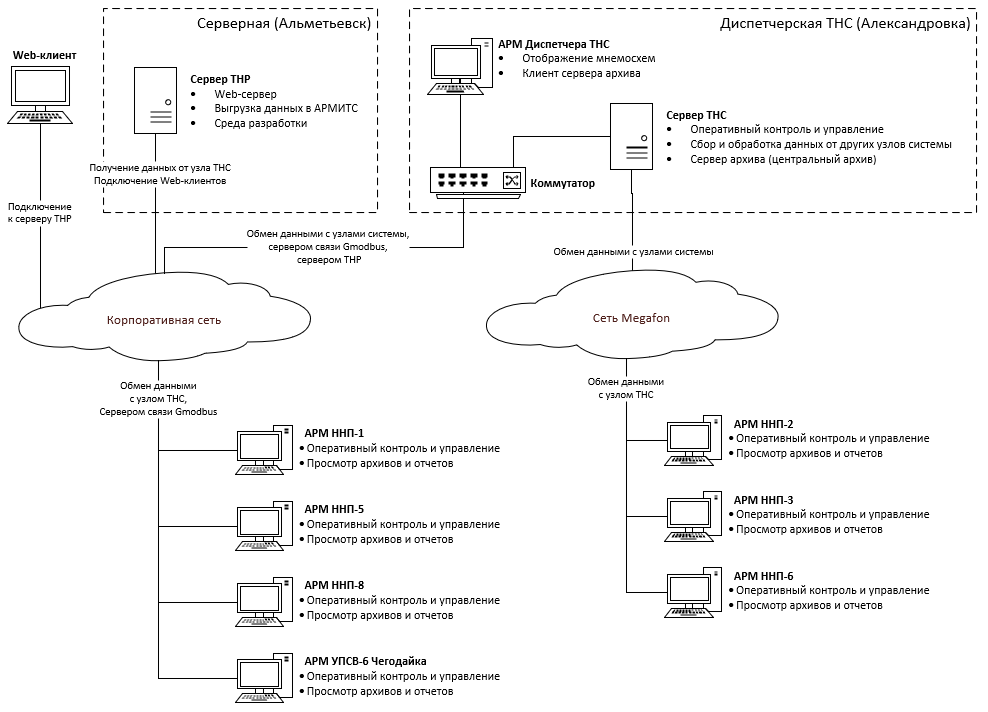 Web-клиент
Серверная (Альметьевск)
Сервер ТНР
• Web-сервер
• Выгрузка данных в АРМИТС
• Среда разработки
Получение данных от узла ТНС
Подключение Web-клиентов
Подключение
к серверу ТНР
Диспетчерская ТНС (Александровка)
АРМ Диспетчера ТНС
• Отображение мнемосхем
• Клиент сервера архива
Сервер ТНС
• Оперативный контроль и управление
• Сбор и обработка данных от других узлов системы
• Сервер архива (центральный архив)
Коммутатор
Обмен данными с узлами системы,
сервером связи Gmodbus,
сервером ТНР
Обмен данными с узлами системы
Корпоративная сеть
Сеть Megafon
Обмен данными
с узлом ТНС,
Сервером связи Gmodbus
АРМ ННП-1
• Оперативный контроль и управление
• Просмотр архивов и отчетов
АРМ ННП-5
• Оперативный контроль и управление
• Просмотр архивов и отчетов
АРМ ННП-8
• Оперативный контроль и управление
• Просмотр архивов и отчетов
АРМ УПСВ-6 Чегодайка
• Оперативный контроль и управление
• Просмотр архивов и отчетов
Обмен данными
с узлом ТНС
АРМ ННП-2
• Оперативный контроль и управление
• Просмотр архивов и отчетов
АРМ ННП-3
• Оперативный контроль и управление
• Просмотр архивов и отчетов
АРМ ННП-6
• Оперативный контроль и управление
• Просмотр архивов и отчетов